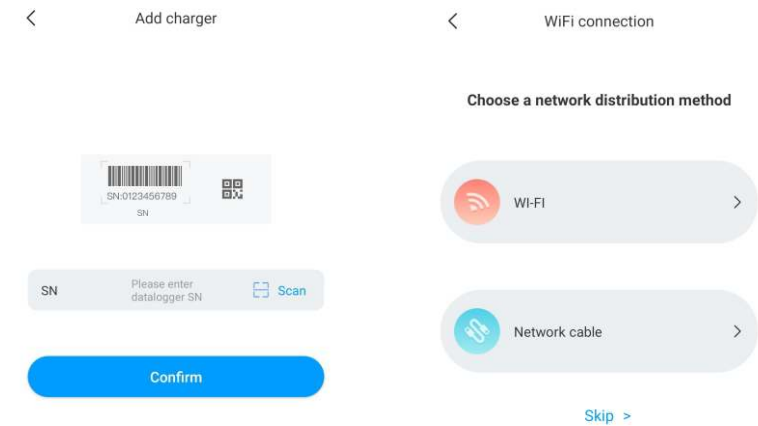 Add charger
SN:0123456789
SN
SN
Please enter
datalogger SN
Scan
Confirm
WiFi connection
Choose a network distribution method
WI-FI
Network cable
Skip >